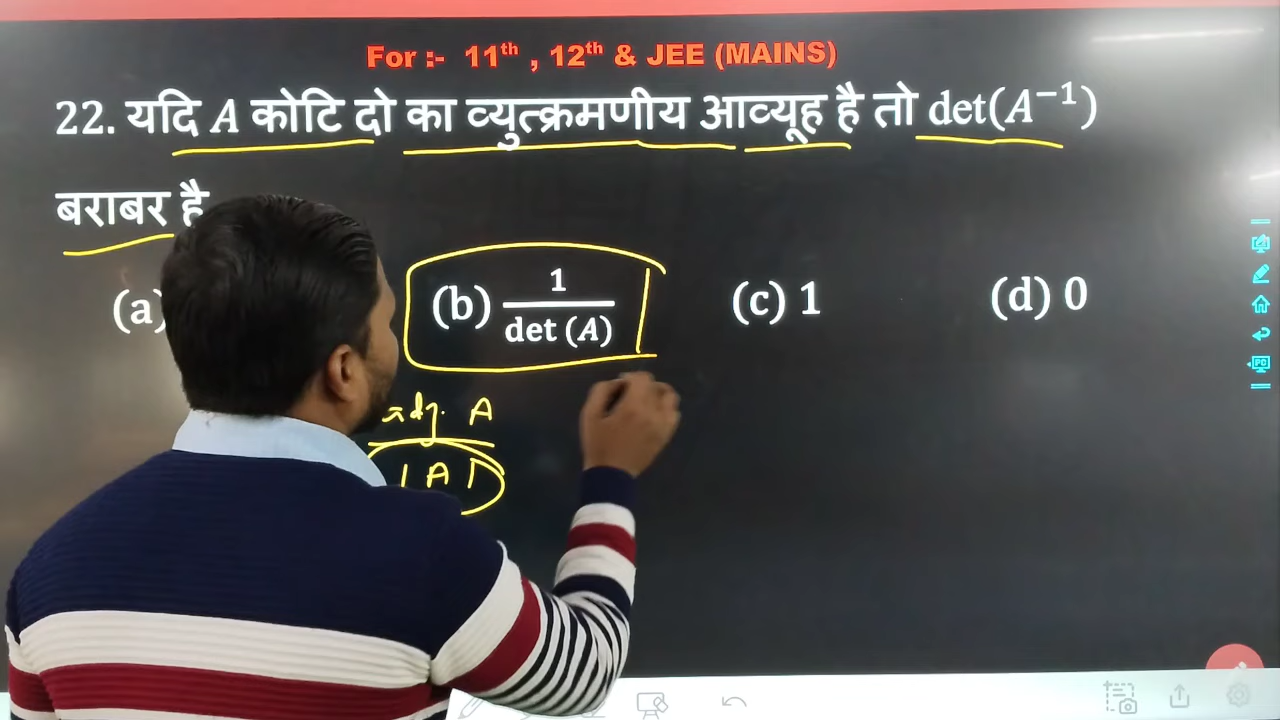 For :- 11th , 12th & JEE (MAINS)
22. यदि A कोटि दो का व्युत्क्रमणीय आव्यूह है तो det(A⁻¹)
बराबर है
(a) (b) 1/det (A) (c) 1 (d) 0
adj. A
|A|